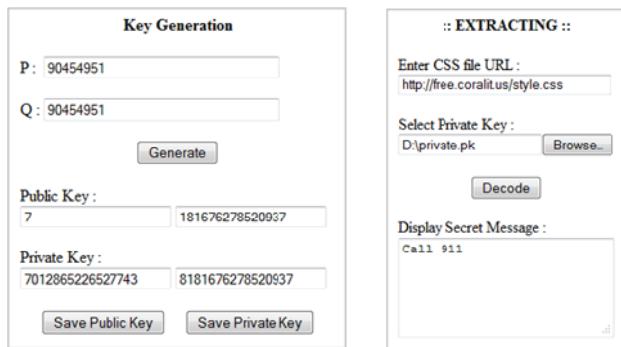 Key Generation
P : 90454951
Q : 90454951
Generate
Public Key :
7 181676278520937
Private Key :
7012865226527743 8181676278520937
Save Public Key Save Private Key
:: EXTRACTING ::
Enter CSS file URL :
http://free.coralit.us/style.css
Select Private Key :
D:\private.pk Browse..
Decode
Display Secret Message :
Call 911